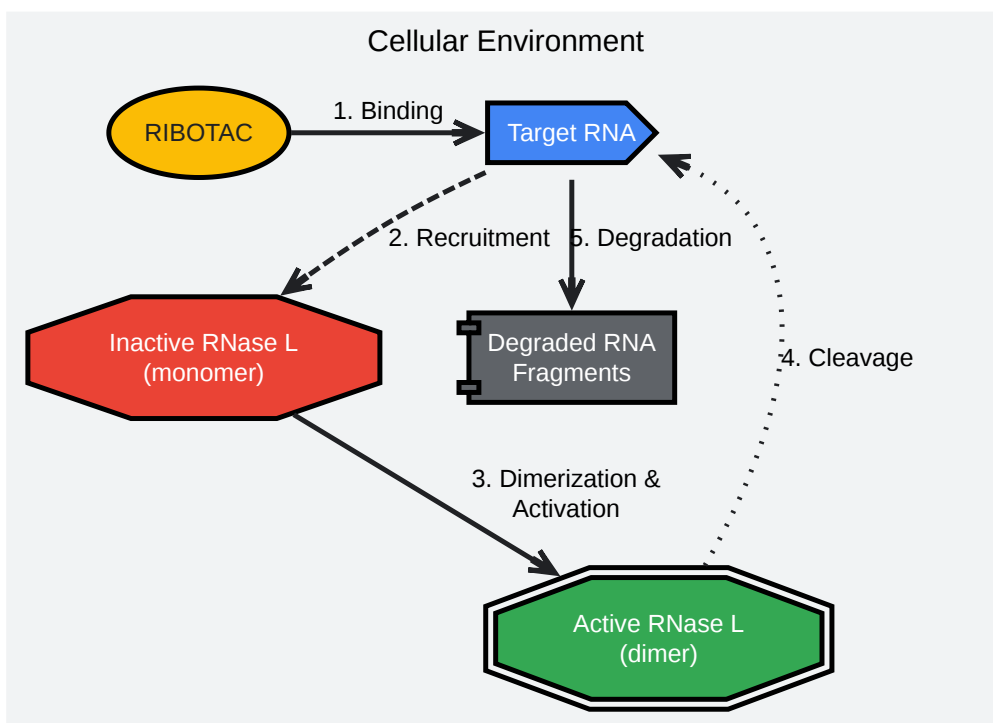 Cellular Environment
1. Binding
RIBOTAC
Target RNA
2. Recruitment
5. Degradation
Inactive RNase L
(monomer)
Degraded RNA
Fragments
4. Cleavage
3. Dimerization &
Activation
Active RNase L
(dimer)